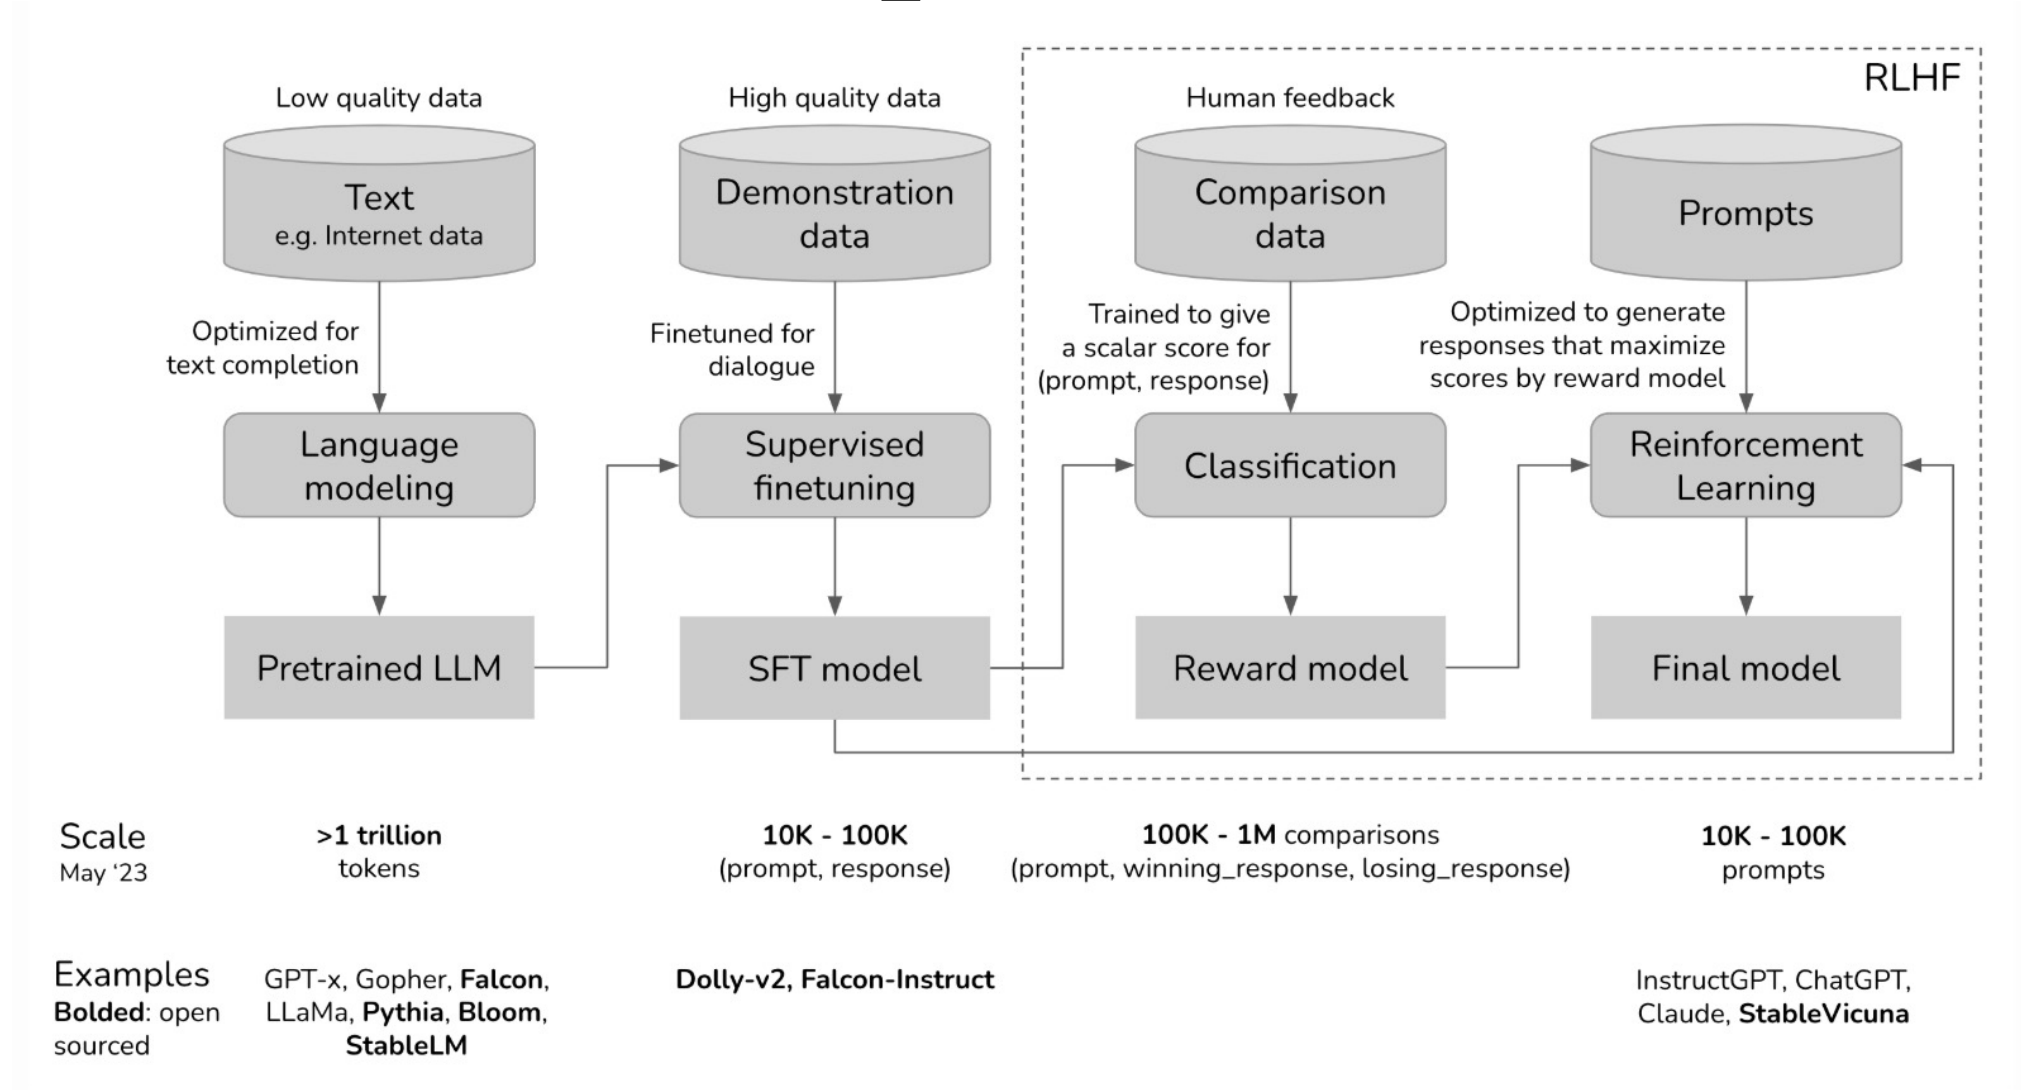 RLHF
Low quality data
High quality data
Human feedback
Text
e.g. Internet data
Demonstration
data
Comparison
data
Prompts
Optimized for
text completion
Finetuned for
dialogue
Trained to give
a scalar score for
(prompt, response)
Optimized to generate
responses that maximize
scores by reward model
Language
modeling
Supervised
finetuning
Classification
Reinforcement
Learning
Pretrained LLM
SFT model
Reward model
Final model
Scale
May ‘23
>1 trillion
tokens
10K - 100K
(prompt, response)
100K - 1M comparisons
(prompt, winning_response, losing_response)
10K - 100K
prompts
Examples
Bolded: open
sourced
GPT-x, Gopher, Falcon,
LLaMa, Pythia, Bloom,
StableLM
Dolly-v2, Falcon-Instruct
InstructGPT, ChatGPT,
Claude, StableVicuna